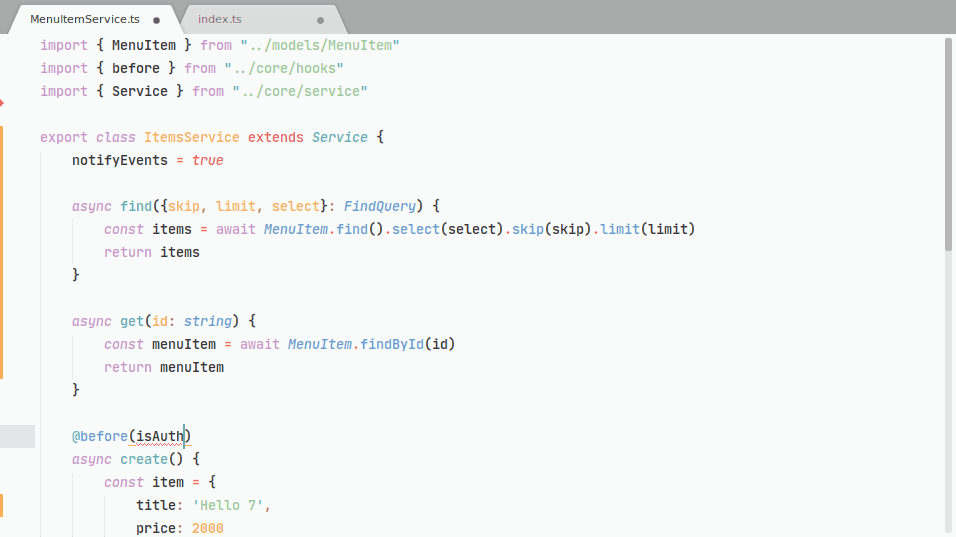 MenuItemService.ts
index.ts
import { MenuItem } from "../models/MenuItem"
import { before } from "../core/hooks"
import { Service } from "../core/service"
export class ItemsService extends Service {
notifyEvents = true
async find({skip, limit, select}: FindQuery) {
const items = await MenuItem.find().select(select).skip(skip).limit(limit)
return items
}
async get(id: string) {
const menuItem = await MenuItem.findById(id)
return menuItem
}
@before(isAuth)
async create() {
const item = {
title: 'Hello 7',
price: 2000